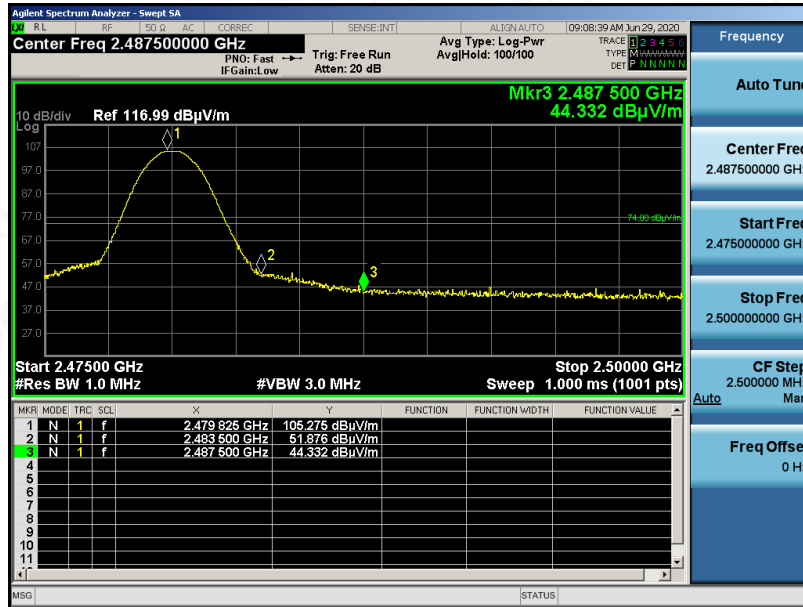 Agilent Spectrum Analyzer - Swept SA
LXI RL RF 50 Ω AC CORREC SENSE:INT ALIGN AUTO 09:08:39 AM Jun 29, 2020
Center Freq 2.487500000 GHz
PNO: Fast
IFGain:Low
Trig: Free Run
Atten: 20 dB
Avg Type: Log-Pwr
Avg|Hold: 100/100
TRACE 1 2 3 4 5 6
TYPE M
DET P N N N N N
Mkr3 2.487 500 GHz
44.332 dBµV/m
10 dB/div Ref 116.99 dBµV/m
Log
107
97.0
87.0
77.0
67.0
57.0
47.0
37.0
27.0
1
2
3
74.00 dBµV/m
Start 2.47500 GHz Stop 2.50000 GHz
#Res BW 1.0 MHz #VBW 3.0 MHz Sweep 1.000 ms (1001 pts)
MKR MODE TRC SCL X Y FUNCTION FUNCTION WIDTH FUNCTION VALUE
1 N 1 f 2.479 825 GHz 105.275 dBµV/m
2 N 1 f 2.483 500 GHz 51.876 dBµV/m
3 N 1 f 2.487 500 GHz 44.332 dBµV/m
4
5
6
7
8
9
10
11
MSG STATUS
Frequency
Auto Tune
Center Freq
2.487500000 GH
Start Freq
2.475000000 GH
Stop Freq
2.500000000 GH
CF Step
2.500000 MH
Auto Ma
Freq Offse
0 H